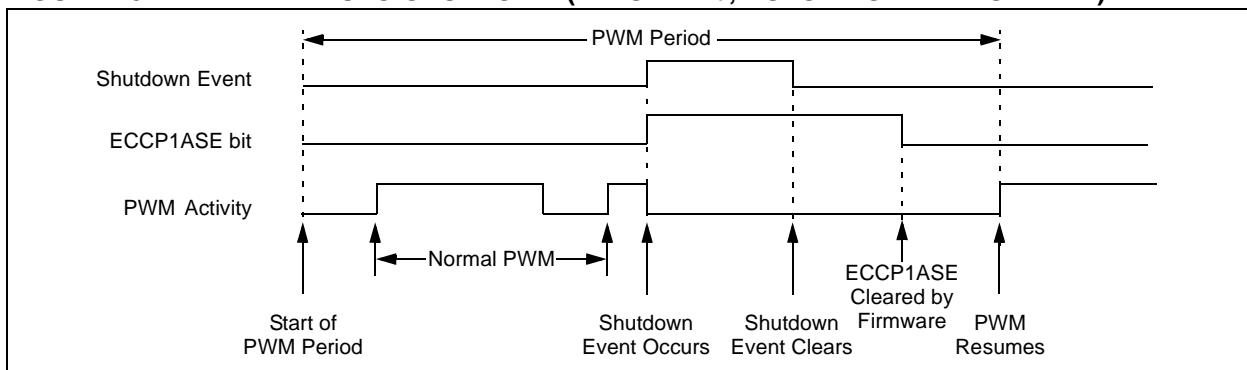 PWM Period
Shutdown Event
ECCP1ASE bit
PWM Activity
Normal PWM
Start of
PWM Period
Shutdown
Event Occurs
Shutdown
Event Clears
ECCP1ASE
Cleared by
Firmware
PWM
Resumes